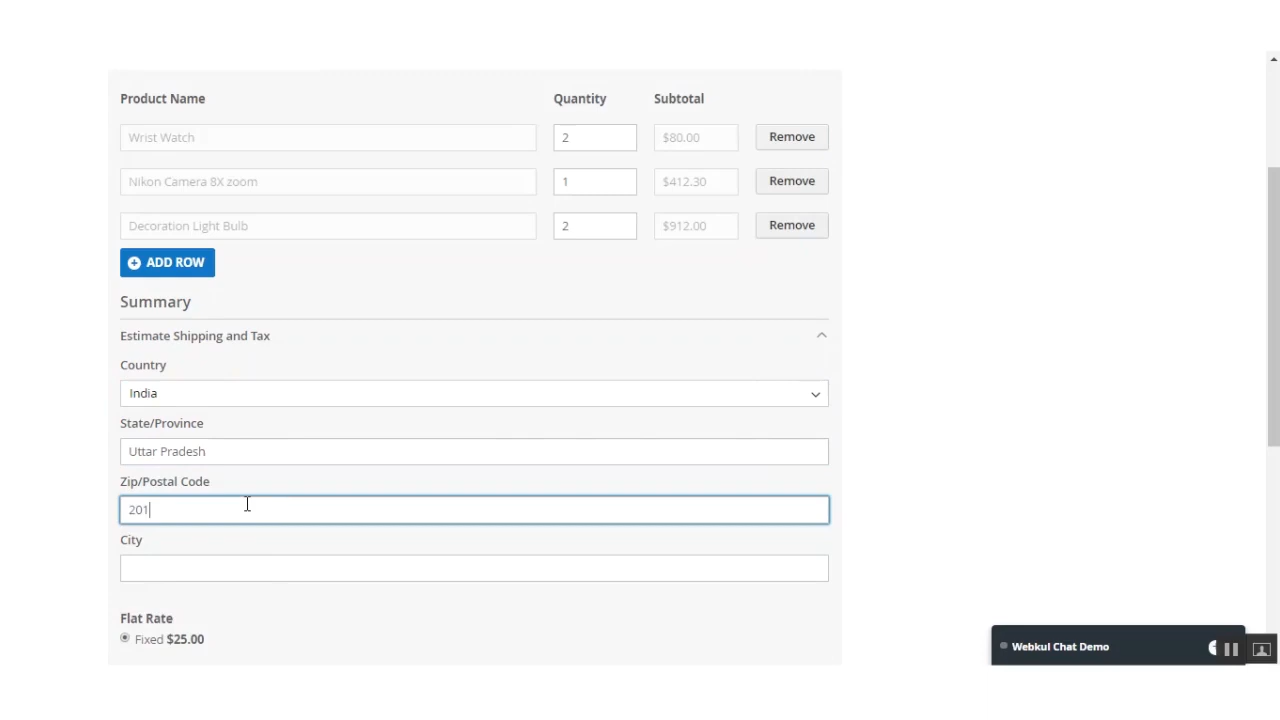 Product Name Quantity Subtotal
Wrist Watch 2 $80.00 Remove
Nikon Camera 8X zoom 1 $412.30 Remove
Decoration Light Bulb 2 $912.00 Remove
ADD ROW
Summary
Estimate Shipping and Tax
Country
India
State/Province
Uttar Pradesh
Zip/Postal Code
201
City
Flat Rate
Fixed $25.00
Webkul Chat Demo